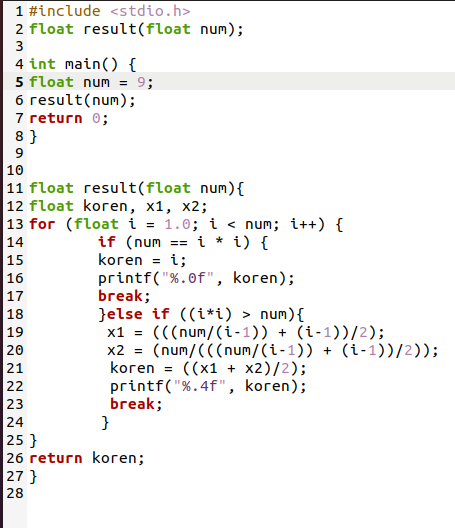 1 #include <stdio.h>
2 float result(float num);
3
4 int main() {
5 float num = 9;
6 result(num);
7 return 0;
8 }
9
10
11 float result(float num){
12 float koren, x1, x2;
13 for (float i = 1.0; i < num; i++) {
14         if (num == i * i) {
15         koren = i;
16         printf("%.0f", koren);
17         break;
18         }else if ((i*i) > num){
19          x1 = (((num/(i-1)) + (i-1))/2);
20          x2 = (num/(((num/(i-1)) + (i-1))/2));
21          koren = ((x1 + x2)/2);
22          printf("%.4f", koren);
23          break;
24         }
25 }
26 return koren;
27 }
28